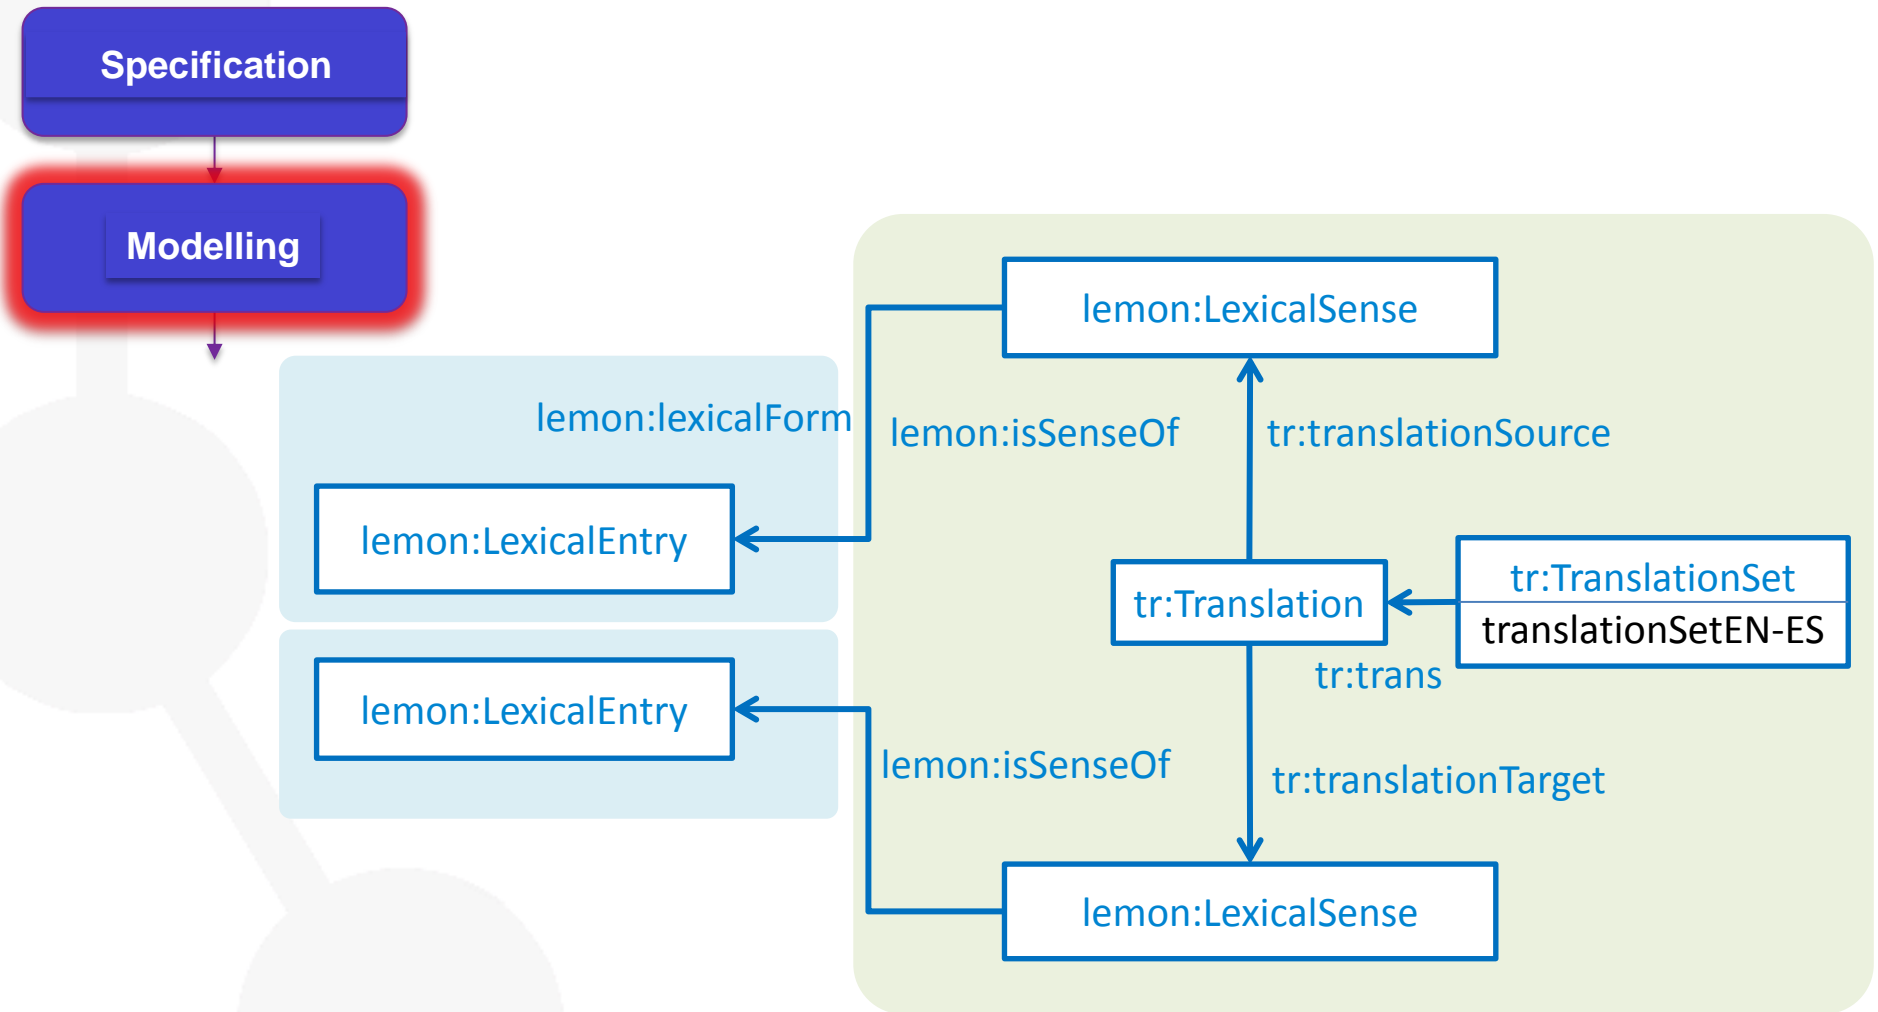 Specification
Modelling
lemon:LexicalSense
lemon:lexicalForm
lemon:isSenseOf
tr:translationSource
lemon:LexicalEntry
tr:Translation
tr:TranslationSet
translationSetEN-ES
tr:trans
lemon:LexicalEntry
lemon:isSenseOf
tr:translationTarget
lemon:LexicalSense